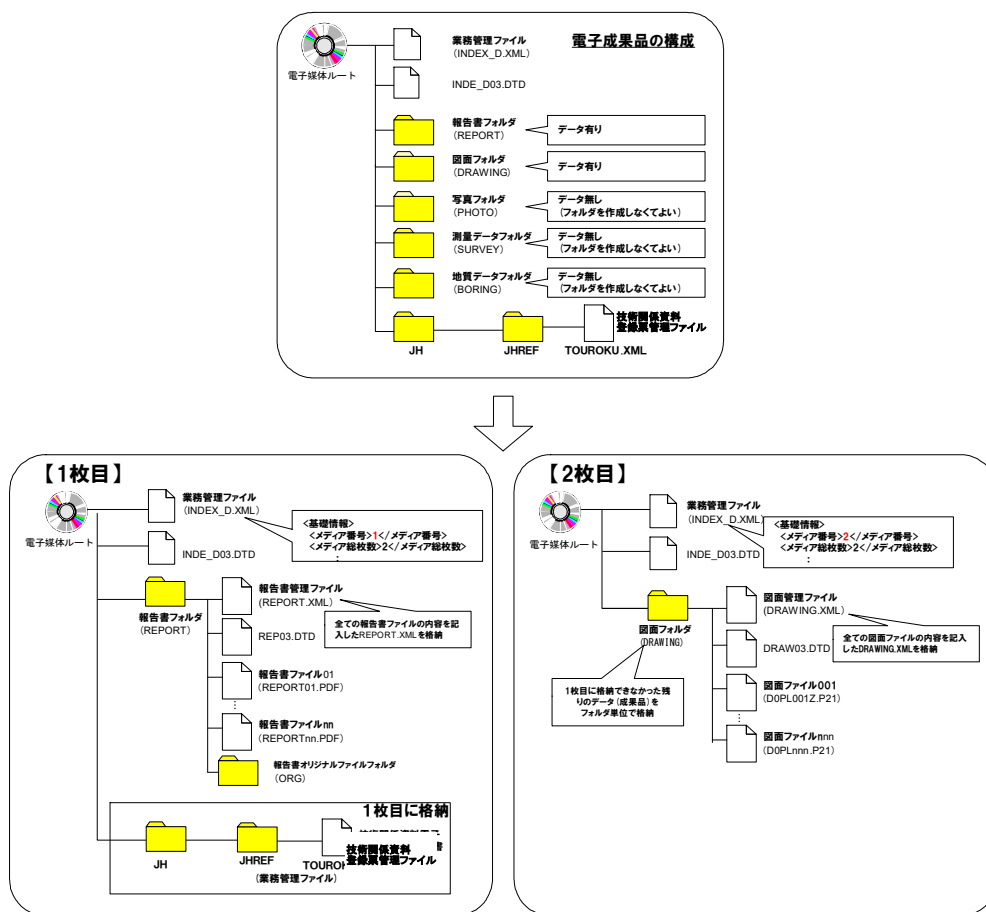 電子成果品の構成
電子媒体ルート
業務管理ファイル
(INDEX_D.XML)
INDE_D03.DTD
報告書フォルダ
(REPORT)
データ有り
図面フォルダ
(DRAWING)
データ有り
写真フォルダ
(PHOTO)
データ無し
(フォルダを作成しなくてよい)
測量データフォルダ
(SURVEY)
データ無し
(フォルダを作成しなくてよい)
地質データフォルダ
(BORING)
データ無し
(フォルダを作成しなくてよい)
JH
JHREF
技術関係資料
登録票管理ファイル
TOUROKU.XML
【1枚目】
電子媒体ルート
業務管理ファイル
(INDEX_D.XML)
<基礎情報>
<メディア番号>1</メディア番号>
<メディア総枚数>2</メディア総枚数>
:
INDE_D03.DTD
報告書フォルダ
(REPORT)
報告書管理ファイル
(REPORT.XML)
全ての報告書ファイルの内容を記
入したREPORT.XMLを格納
REP03.DTD
報告書ファイル01
(REPORT01.PDF)
…
報告書ファイルnn
(REPORTnn.PDF)
報告書オリジナルファイルフォルダ
(ORG)
1枚目に格納
JH
JHREF
技術関係資料
登録票管理ファイル
(業務管理ファイル)
【2枚目】
電子媒体ルート
業務管理ファイル
(INDEX_D.XML)
<基礎情報>
<メディア番号>2</メディア番号>
<メディア総枚数>2</メディア総枚数>
:
INDE_D03.DTD
図面フォルダ
(DRAWING)
1枚目に格納できなかった残
りのデータ(成果品)を
フォルダ単位で格納
図面管理ファイル
(DRAWING.XML)
全ての図面ファイルの内容を記入
したDRAWING.XMLを格納
DRAW03.DTD
図面ファイル001
(D0PL001Z.P21)
…
図面ファイルnnn
(D0PLnnn.P21)